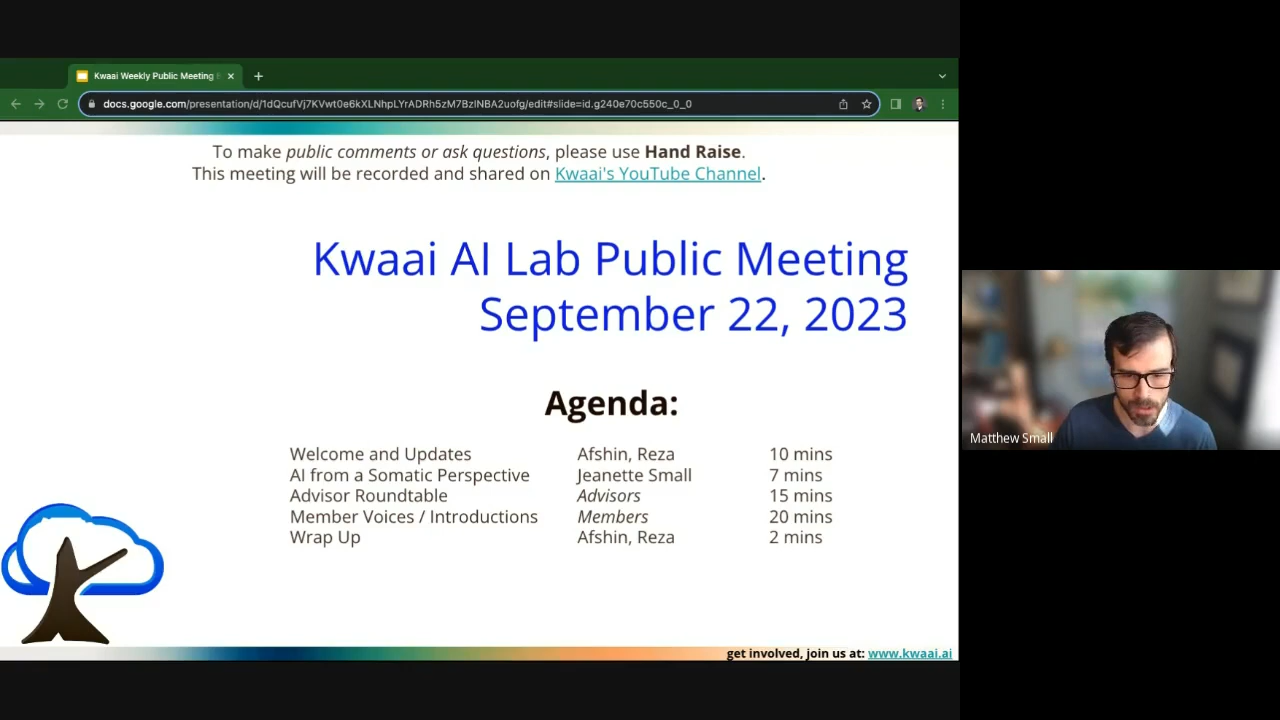 Kwaai Weekly Public Meeting
docs.google.com/presentation/d/1dQcufVj7KVwt0e6kXLNhpLYrADRh5zM7BzINBA2uofg/edit#slide=id.g240e70c550c_0_0
To make public comments or ask questions, please use Hand Raise.
This meeting will be recorded and shared on Kwaai's YouTube Channel.
Kwaai AI Lab Public Meeting
September 22, 2023
Agenda:
Welcome and Updates Afshin, Reza 10 mins
AI from a Somatic Perspective Jeanette Small 7 mins
Advisor Roundtable Advisors 15 mins
Member Voices / Introductions Members 20 mins
Wrap Up Afshin, Reza 2 mins
get involved, join us at: www.kwaai.ai
Matthew Small